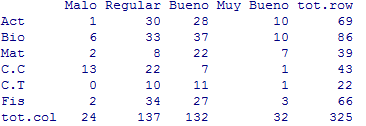 Malo Regular Bueno Muy Bueno tot.row
Act 1 30 28 10 69
Bio 6 33 37 10 86
Mat 2 8 22 7 39
C.C 13 22 7 1 43
C.T 0 10 11 1 22
Fis 2 34 27 3 66
tot.col 24 137 132 32 325